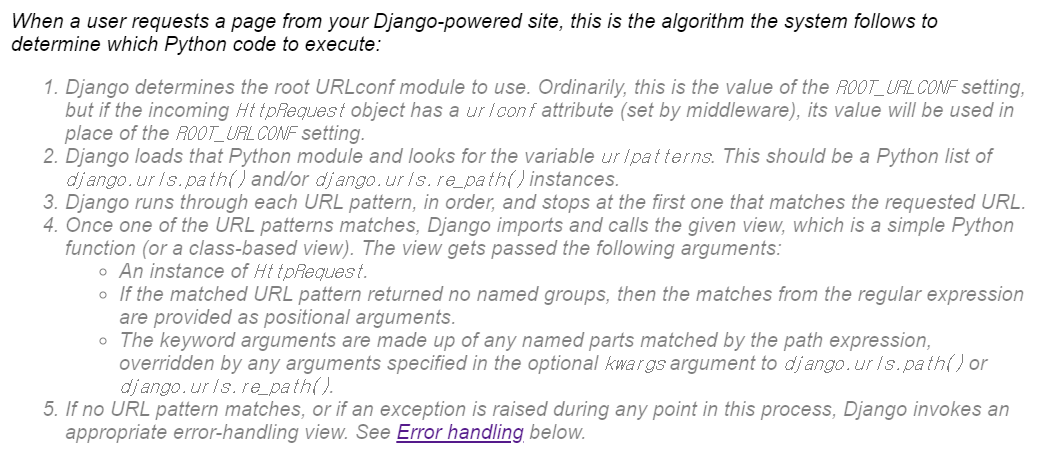 When a user requests a page from your Django-powered site, this is the algorithm the system follows to
determine which Python code to execute:
1. Django determines the root URLconf module to use. Ordinarily, this is the value of the ROOT_URLCONF setting,
but if the incoming HttpRequest object has a urlconf attribute (set by middleware), its value will be used in
place of the ROOT_URLCONF setting.
2. Django loads that Python module and looks for the variable urlpatterns. This should be a Python list of
django.urls.path() and/or django.urls.re_path() instances.
3. Django runs through each URL pattern, in order, and stops at the first one that matches the requested URL.
4. Once one of the URL patterns matches, Django imports and calls the given view, which is a simple Python
function (or a class-based view). The view gets passed the following arguments:
◦ An instance of HttpRequest.
◦ If the matched URL pattern returned no named groups, then the matches from the regular expression
are provided as positional arguments.
◦ The keyword arguments are made up of any named parts matched by the path expression,
overridden by any arguments specified in the optional kwargs argument to django.urls.path() or
django.urls.re_path().
5. If no URL pattern matches, or if an exception is raised during any point in this process, Django invokes an
appropriate error-handling view. See Error handling below.